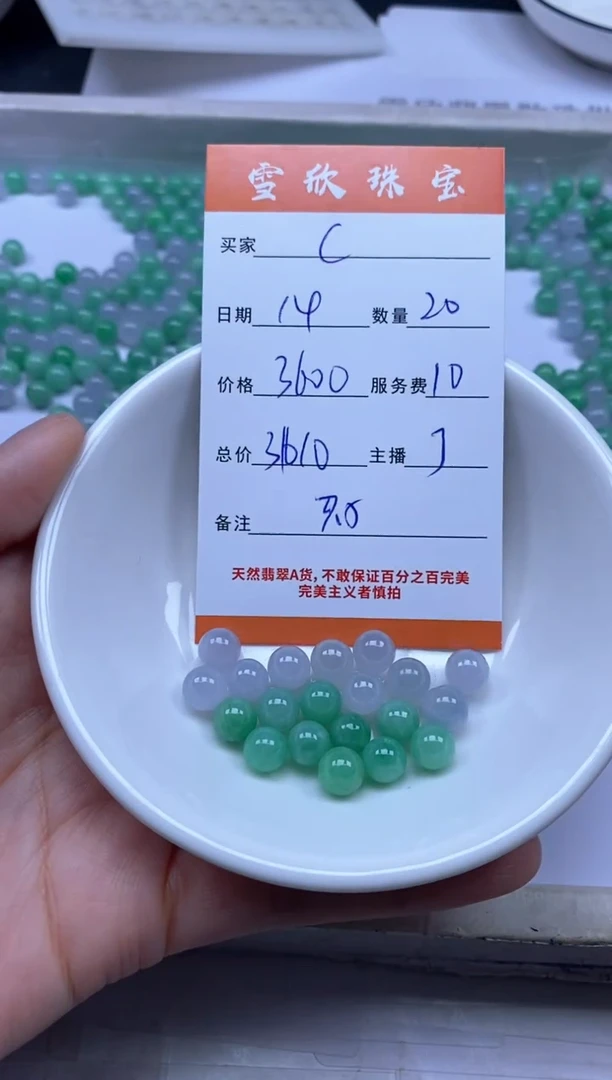 雪欣珠宝
买家 C
日期 14 数量 20
价格 3600 服务费 10
总价 3610 主播 J
备注
天然翡翠A货,不敢保证百分之百完美
完美主义者慎拍